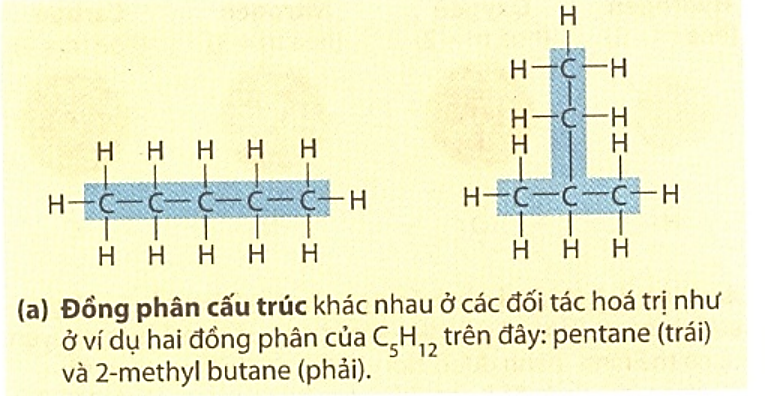 H
H-C-H
H-C-H
H H H H H H H
H-C-C-C-C-C-H H-C-C-C-H
H H H H H H H H
(a) Đồng phân cấu trúc khác nhau ở các đối tác hoá trị như
ở ví dụ hai đồng phân của C₅H₁₂ trên đây: pentane (trái)
và 2-methyl butane (phải).